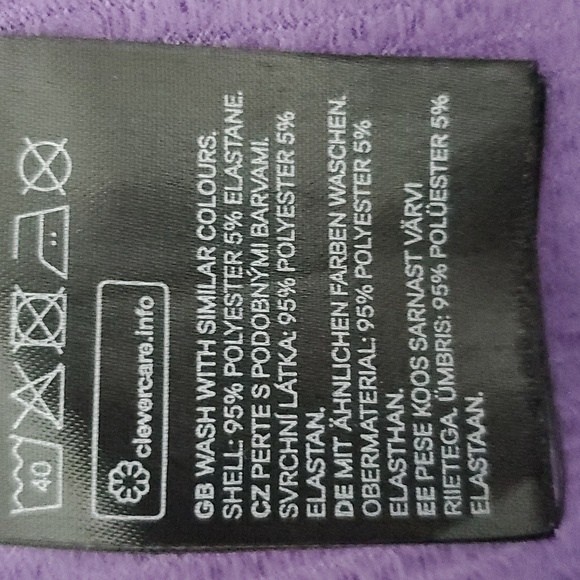 40
clevercare.info
GB WASH WITH SIMILAR COLOURS.
SHELL: 95% POLYESTER 5% ELASTANE.
CZ PERTE S PODOBNÝMI BARVAMI.
SVRCHNÍ LÁTKA: 95% POLYESTER 5%
ELASTAN.
DE MIT ÄHNLICHEN FARBEN WASCHEN.
OBERMATERIAL: 95% POLYESTER 5%
ELASTHAN.
EE PESE KOOS SARNAST VÄRVI
RIIETEGA. ÜMBRIS: 95% POLÜESTER 5%
ELASTAAN.